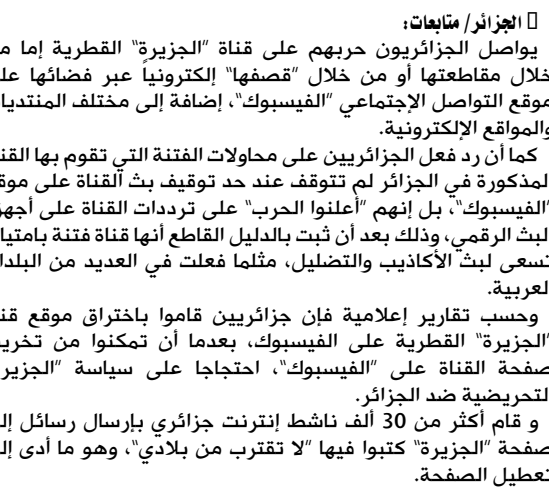 الجزائر/ متابعات:
يواصل الجزائريون حربهم على قناة "الجزيرة" القطرية إما
خلال مقاطعتها أو من خلال "قصفها" إلكترونياً عبر فضائها
موقع التواصل الإجتماعي "الفيسبوك"، إضافة إلى مختلف
والمواقع الإلكترونية.
كما أن رد فعل الجزائريين على محاولات الفتنة التي تقوم بها
المذكورة في الجزائر لم تتوقف عند حد توقيف بث القناة على
"الفيسبوك"، بل إنهم "أعلنوا الحرب" على ترددات القناة على
البث الرقمي، وذلك بعد أن ثبت بالدليل القاطع أنها قناة فتنة
تسعى لبث الأكاذيب والتضليل، مثلما فعلت في العديد من
العربية.
وحسب تقارير إعلامية فإن جزائريين قاموا باختراق موقع
"الجزيرة" القطرية على الفيسبوك، بعدما أن تمكنوا من
صفحة القناة على "الفيسبوك"، احتجاجا على سياسة
التحريضية ضد الجزائر.
و قام أكثر من 30 ألف ناشط إنترنت جزائري بإرسال رسائل
صفحة "الجزيرة" كتبوا فيها "لا تقترب من بلادي"، وهو ما أدى
تعطيل الصفحة.